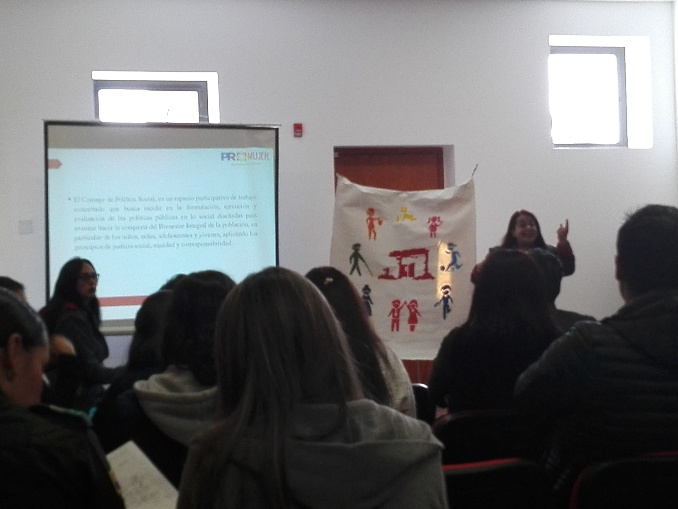 PROMUJER
• El Consejo de Política Social, es un espacio participativo de trabajo
concertado que busca incidir en la formulación, ejecución y
evaluación de las políticas públicas en lo social diseñadas para
avanzar hacia la conquista del Bienestar Integral de la población, en
particular de los niños, niñas, adolescentes y jóvenes, aplicando los
principios de justicia social, equidad y corresponsabilidad.